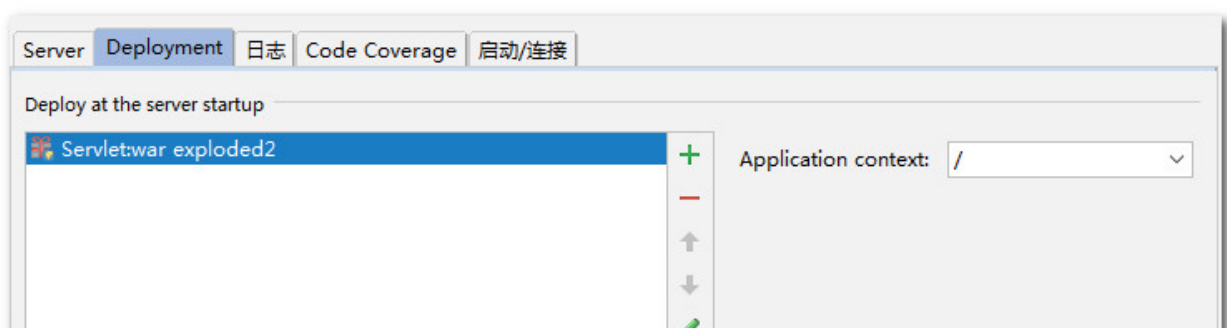 Server Deployment 日志 Code Coverage 启动/连接
Deploy at the server startup
Servlet:war exploded2
Application context: /